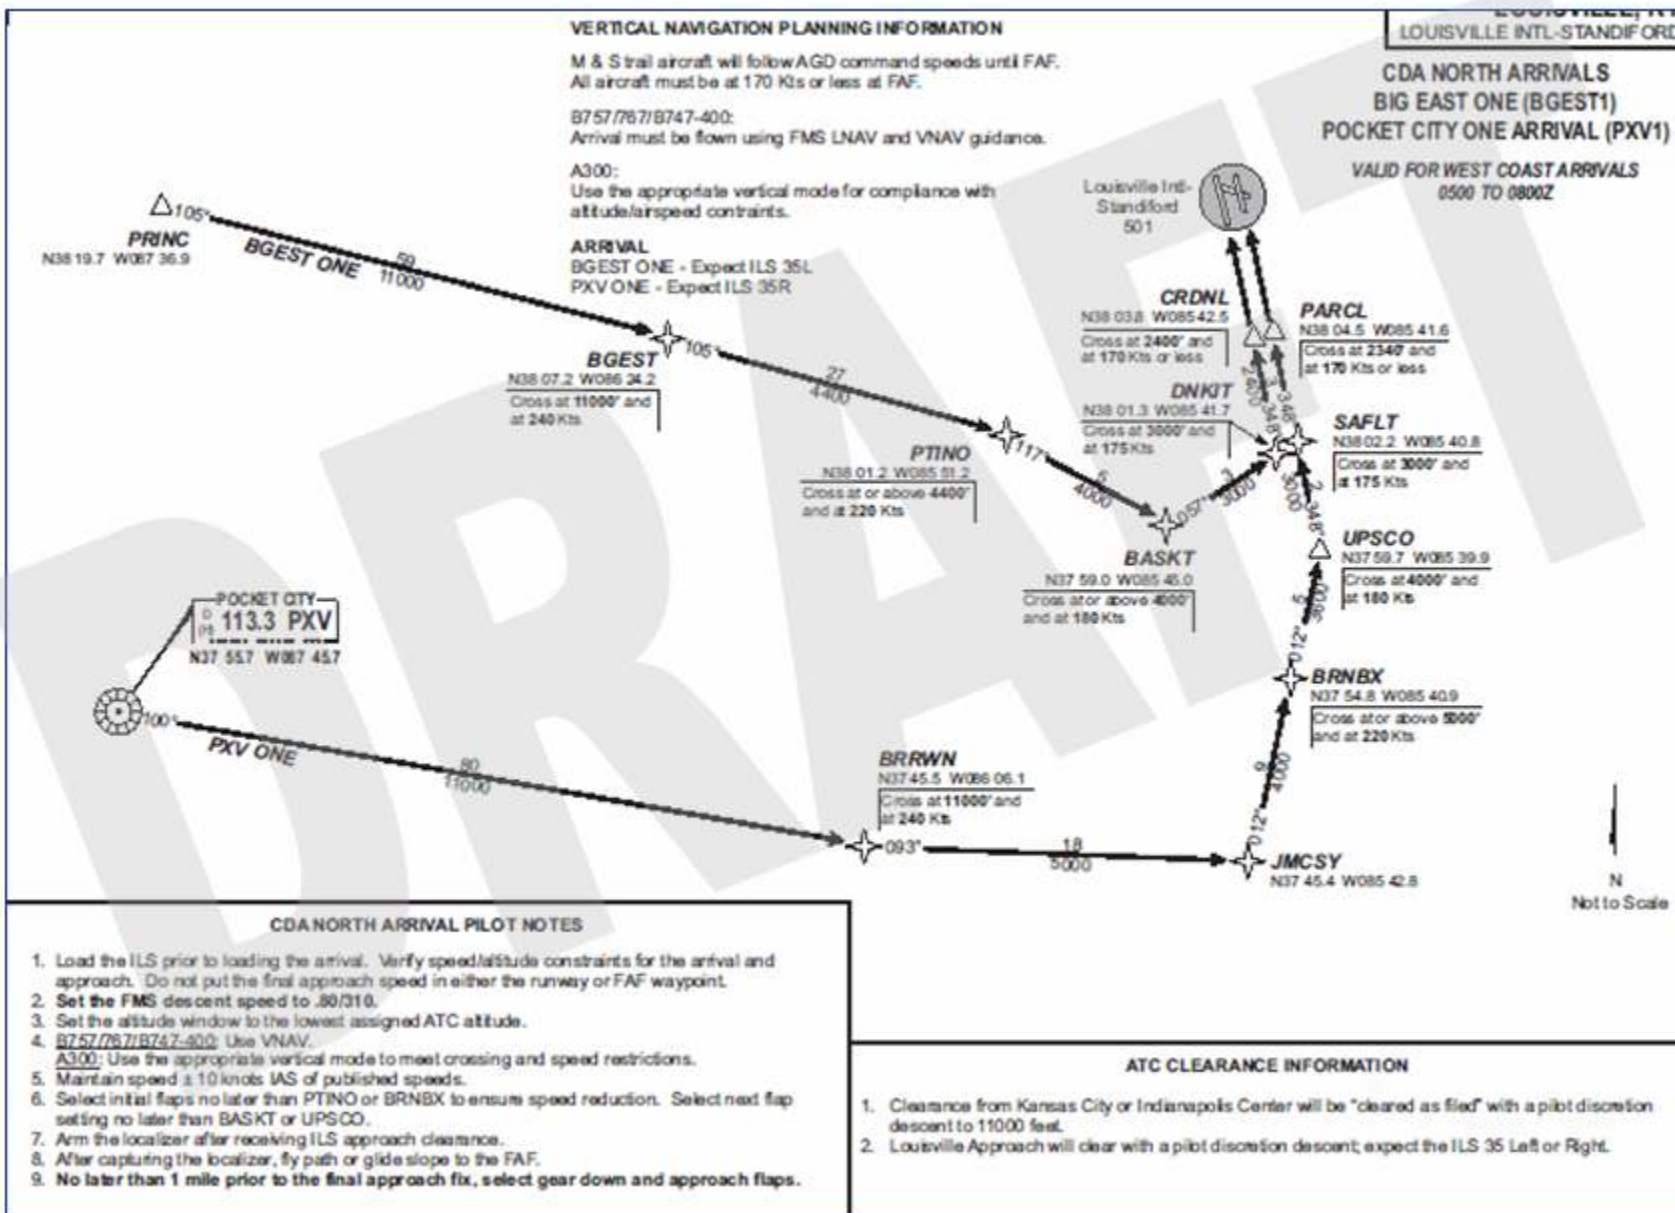 LOUISVILLE, KY
LOUISVILLE INTL-STANDIFORD
CDA NORTH ARRIVALS
BIG EAST ONE (BGEST1)
POCKET CITY ONE ARRIVAL (PXV1)
VALID FOR WEST COAST ARRIVALS
0500 TO 0800Z
VERTICAL NAVIGATION PLANNING INFORMATION
M & S trail aircraft will follow AGD command speeds until FAF.
All aircraft must be at 170 Kts or less at FAF.
B757/767/B747-400:
Arrival must be flown using FMS LNAV and VNAV guidance.
A300:
Use the appropriate vertical mode for compliance with
altitude/airspeed contraints.
ARRIVAL
BGEST ONE - Expect ILS 35L
PXV ONE - Expect ILS 35R
Louisville Intl-
Standiford
501
105°
PRINC
N38 19.7 W087 36.9
BGEST ONE
59
11000
BGEST
N38 07.2 W086 24.2
Cross at 11000' and
at 240 Kts
105°
27
4400
PTINO
N38 01.2 W085 51.2
Cross at or above 4400'
and at 220 Kts
117°
5
4000
BASKT
N37 59.0 W085 46.0
Cross at or above 4000'
and at 180 Kts
057°
3000
CRDNL
N38 03.8 W085 42.5
Cross at 2400' and
at 170 Kts or less
PARCL
N38 04.5 W085 41.6
Cross at 2340' and
at 170 Kts or less
DNKIT
N38 01.3 W085 41.7
Cross at 3000' and
at 175 Kts
2400
348°
3
348°
SAFLT
N38 02.2 W085 40.8
Cross at 3000' and
at 175 Kts
2
3000
348°
UPSCO
N37 59.7 W085 39.9
Cross at 4000' and
at 180 Kts
5
3600
012°
BRNBX
N37 54.8 W085 40.9
Cross at or above 5000'
and at 220 Kts
9
4000
012°
JMCSY
N37 45.4 W085 42.8
POCKET CITY
D
(H) 113.3 PXV
N37 55.7 W087 45.7
100°
PXV ONE
80
11000
BRRWN
N37 45.5 W086 06.1
Cross at 11000' and
at 240 Kts
093°
18
5000
N
Not to Scale
CDA NORTH ARRIVAL PILOT NOTES
1. Load the ILS prior to loading the arrival. Verify speed/altitude constraints for the arrival and
approach. Do not put the final approach speed in either the runway or FAF waypoint.
2. Set the FMS descent speed to .80/310.
3. Set the altitude window to the lowest assigned ATC altitude.
4. B757/767/B747-400: Use VNAV.
A300: Use the appropriate vertical mode to meet crossing and speed restrictions.
5. Maintain speed ± 10 knots IAS of published speeds.
6. Select initial flaps no later than PTINO or BRNBX to ensure speed reduction. Select next flap
setting no later than BASKT or UPSCO.
7. Arm the localizer after receiving ILS approach clearance.
8. After capturing the localizer, fly path or glide slope to the FAF.
9. No later than 1 mile prior to the final approach fix, select gear down and approach flaps.
ATC CLEARANCE INFORMATION
1. Clearance from Kansas City or Indianapolis Center will be "cleared as filed" with a pilot discretion
descent to 11000 feet.
2. Louisville Approach will clear with a pilot discretion descent; expect the ILS 35 Left or Right.
DRAFT